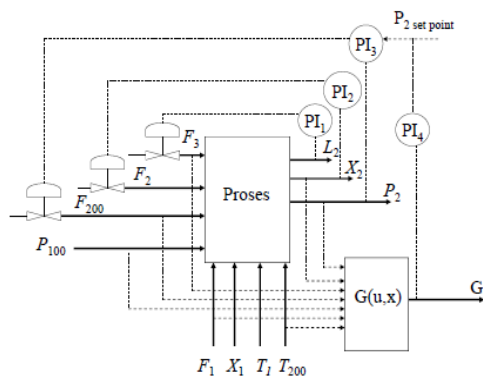 P2 set point
PI3
PI2
PI1
PI4
F3
L2
F2
X2
Proses
F200
P2
P100
G(u,x)
G
F1 X1 T1 T200